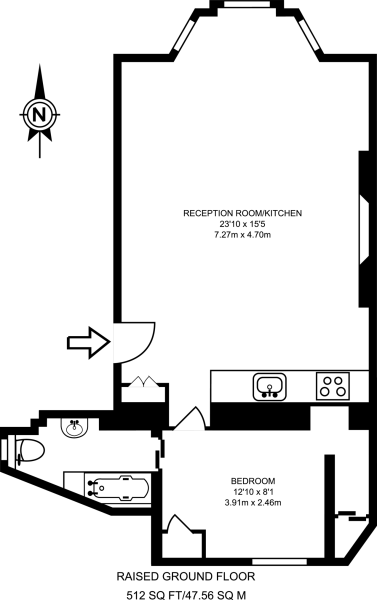 N
RECEPTION ROOM/KITCHEN
23'10 x 15'5
7.27m x 4.70m
BEDROOM
12'10 x 8'1
3.91m x 2.46m
RAISED GROUND FLOOR
512 SQ FT/47.56 SQ M